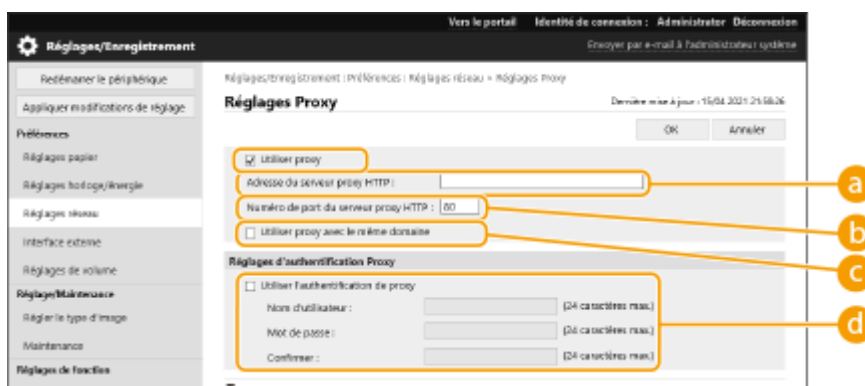 Vers le portail Identité de connexion : Administrator Déconnexion
Réglages/Enregistrement Envoyer par e-mail à l'administrateur système
Redémarrer le périphérique
Appliquer modifications de réglage
Préférences
Réglages papier
Réglages horloge/énergie
Réglages réseau
Interface externe
Réglages de volume
Réglage/Maintenance
Régler le type d'image
Maintenance
Réglages de fonction
Réglages/Enregistrement : Préférences : Réglages réseau > Réglages Proxy
Réglages Proxy Dernière mise à jour : 15/04 2021 21:58:26
OK Annuler
Utiliser proxy
Adresse du serveur proxy HTTP :
a
Numéro de port du serveur proxy HTTP : 80
b
Utiliser proxy avec le même domaine
c
Réglages d'authentification Proxy
Utiliser l'authentification de proxy
Nom d'utilisateur : (24 caractères max.)
d
Mot de passe : (24 caractères max.)
Confirmer : (24 caractères max.)